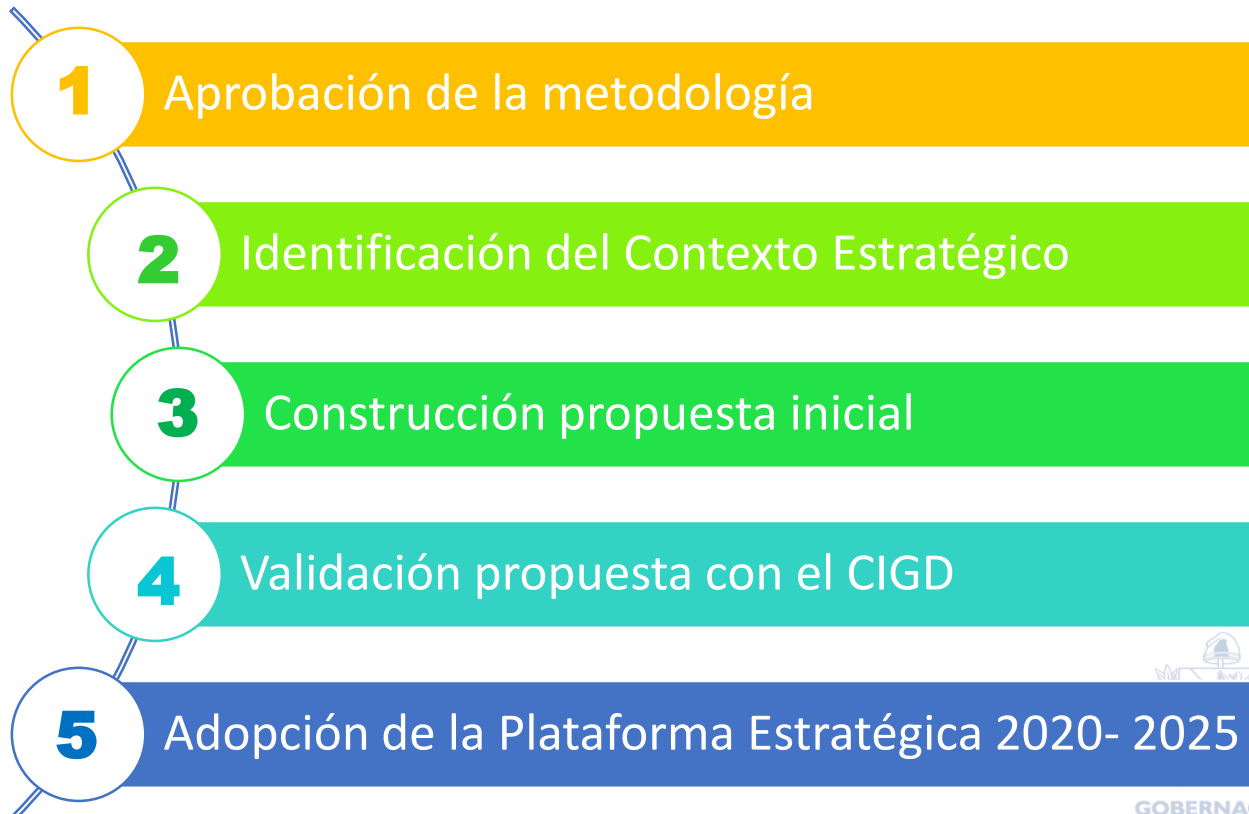 1
Aprobación de la metodología
2
Identificación del Contexto Estratégico
3
Construcción propuesta inicial
4
Validación propuesta con el CIGD
5
Adopción de la Plataforma Estratégica 2020- 2025